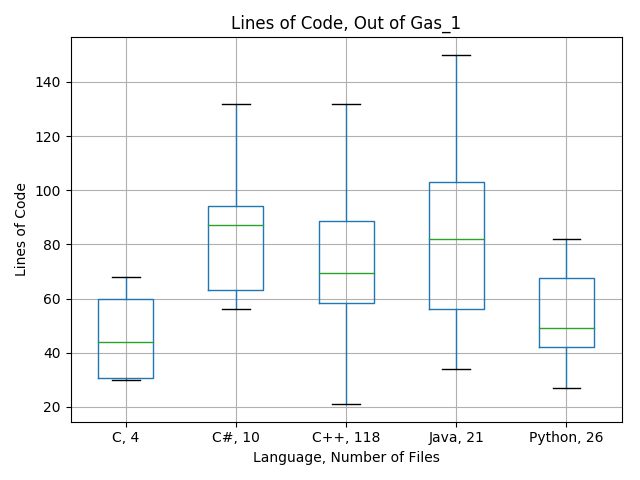 Lines of Code, Out of Gas_1
Lines of Code
140
120
100
80
60
40
20
C, 4
C#, 10
C++, 118
Java, 21
Python, 26
Language, Number of Files